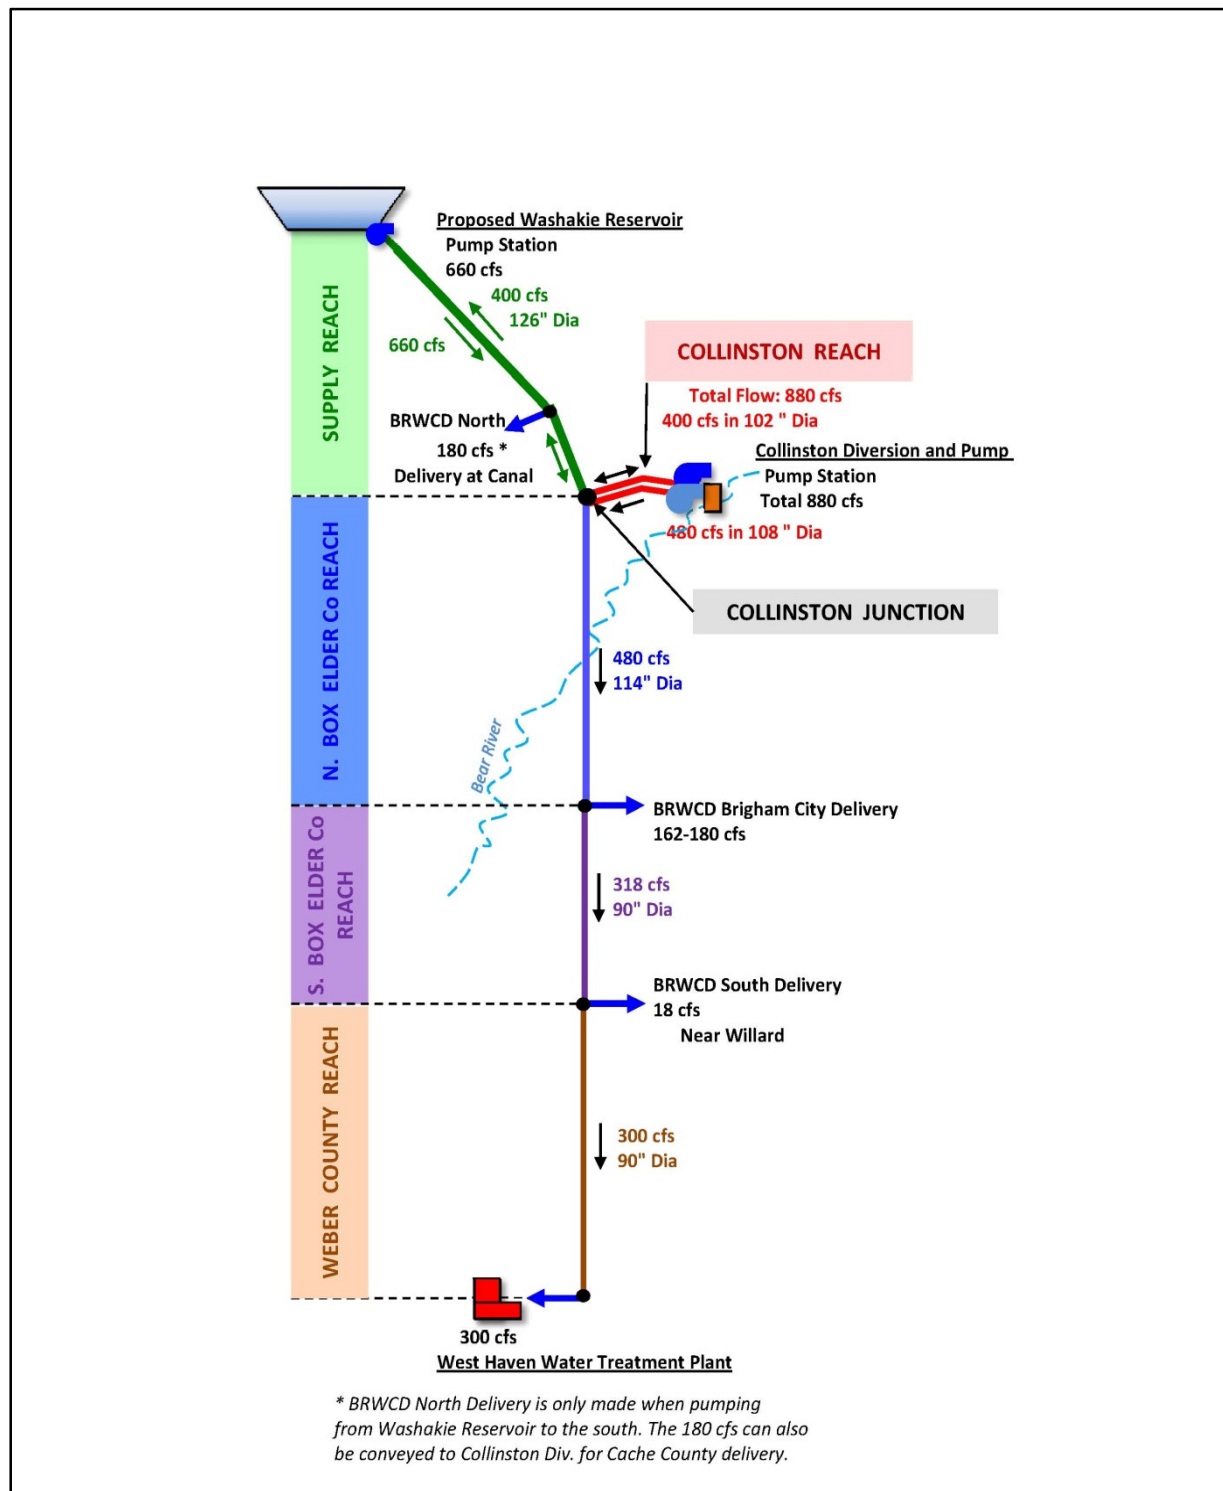 Proposed Washakie Reservoir
Pump Station
660 cfs
400 cfs
126" Dia
660 cfs
SUPPLY REACH
COLLINSTON REACH
Total Flow: 880 cfs
400 cfs in 102 " Dia
BRWCD North
180 cfs *
Delivery at Canal
Collinston Diversion and Pump
Pump Station
Total 880 cfs
480 cfs in 108 " Dia
COLLINSTON JUNCTION
N. BOX ELDER Co REACH
480 cfs
114" Dia
Bear River
BRWCD Brigham City Delivery
162-180 cfs
S. BOX ELDER Co
REACH
318 cfs
90" Dia
BRWCD South Delivery
18 cfs
Near Willard
WEBER COUNTY REACH
300 cfs
90" Dia
300 cfs
West Haven Water Treatment Plant
* BRWCD North Delivery is only made when pumping
from Washakie Reservoir to the south. The 180 cfs can also
be conveyed to Collinston Div. for Cache County delivery.